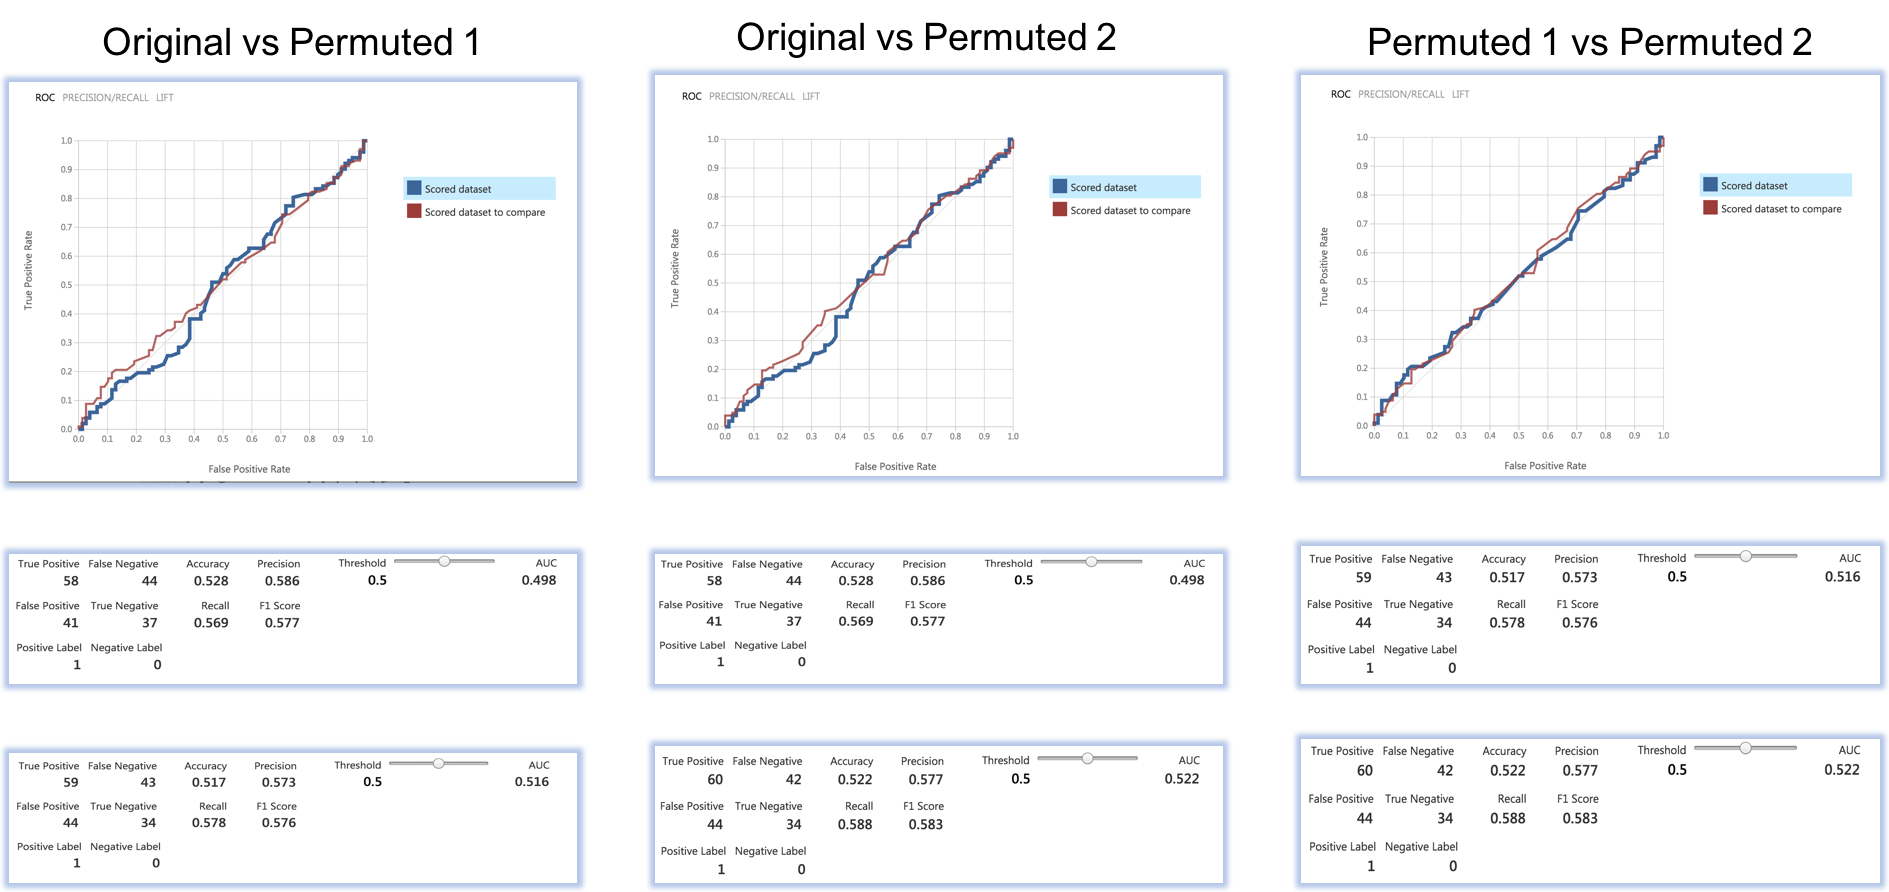 Original vs Permuted 1
ROC PRECISION/RECALL LIFT
1.0
0.9
0.8
0.7
0.6
0.5
0.4
0.3
0.2
0.1
0.0
True Positive Rate
0.0 0.1 0.2 0.3 0.4 0.5 0.6 0.7 0.8 0.9 1.0
False Positive Rate
Scored dataset
Scored dataset to compare
True Positive False Negative Accuracy Precision Threshold AUC
58 44 0.528 0.586 0.5 0.498
False Positive True Negative Recall F1 Score
41 37 0.569 0.577
Positive Label Negative Label
1 0
True Positive False Negative Accuracy Precision Threshold AUC
59 43 0.517 0.573 0.5 0.516
False Positive True Negative Recall F1 Score
44 34 0.578 0.576
Positive Label Negative Label
1 0
Original vs Permuted 2
ROC PRECISION/RECALL LIFT
1.0
0.9
0.8
0.7
0.6
0.5
0.4
0.3
0.2
0.1
0.0
True Positive Rate
0.0 0.1 0.2 0.3 0.4 0.5 0.6 0.7 0.8 0.9 1.0
False Positive Rate
Scored dataset
Scored dataset to compare
True Positive False Negative Accuracy Precision Threshold AUC
58 44 0.528 0.586 0.5 0.498
False Positive True Negative Recall F1 Score
41 37 0.569 0.577
Positive Label Negative Label
1 0
True Positive False Negative Accuracy Precision Threshold AUC
60 42 0.522 0.577 0.5 0.522
False Positive True Negative Recall F1 Score
44 34 0.588 0.583
Positive Label Negative Label
1 0
Permuted 1 vs Permuted 2
ROC PRECISION/RECALL LIFT
1.0
0.9
0.8
0.7
0.6
0.5
0.4
0.3
0.2
0.1
0.0
True Positive Rate
0.0 0.1 0.2 0.3 0.4 0.5 0.6 0.7 0.8 0.9 1.0
False Positive Rate
Scored dataset
Scored dataset to compare
True Positive False Negative Accuracy Precision Threshold AUC
59 43 0.517 0.573 0.5 0.516
False Positive True Negative Recall F1 Score
44 34 0.578 0.576
Positive Label Negative Label
1 0
True Positive False Negative Accuracy Precision Threshold AUC
60 42 0.522 0.577 0.5 0.522
False Positive True Negative Recall F1 Score
44 34 0.588 0.583
Positive Label Negative Label
1 0